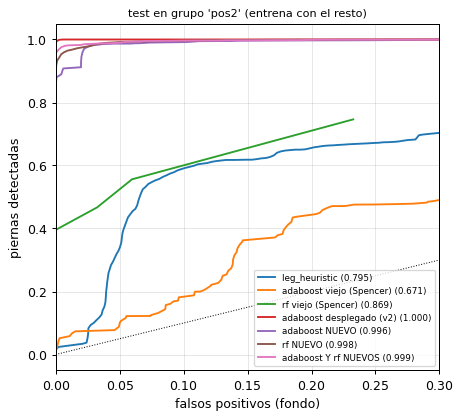 test en grupo 'pos2' (entrena con el resto)
1.0
0.8
0.6
0.4
0.2
0.0
piernas detectadas
leg_heuristic (0.795)
adaboost viejo (Spencer) (0.671)
rf viejo (Spencer) (0.869)
adaboost desplegado (v2) (1.000)
adaboost NUEVO (0.996)
rf NUEVO (0.998)
adaboost Y rf NUEVOS (0.999)
0.00 0.05 0.10 0.15 0.20 0.25 0.30
falsos positivos (fondo)